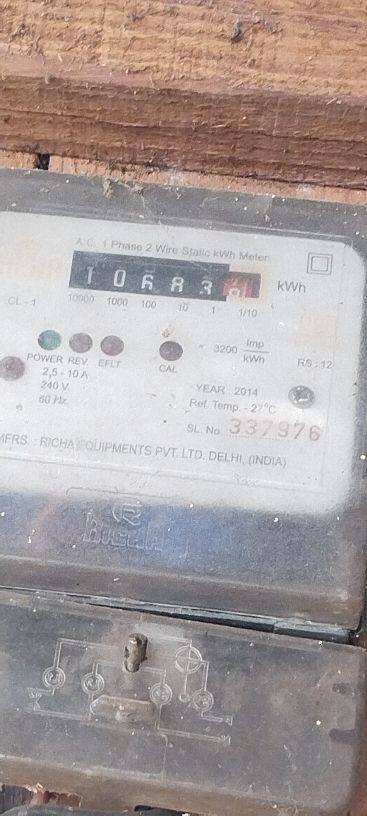 A.C. 1 Phase 2 Wire Static kWh Meter
1 0 6 8 3
kWh
CL - 1
10000 1000 100 10 1 1/10
3200 Imp/kWh
POWER REV. EFLT
CAL
RS : 12
2,5 - 10 A
240 V.
60 Hz.
YEAR : 2014
Ref. Temp. - 27°C
SL. No. 337976
MFRS. : RICHA EQUIPMENTS PVT. LTD. DELHI, (INDIA)
RICHA